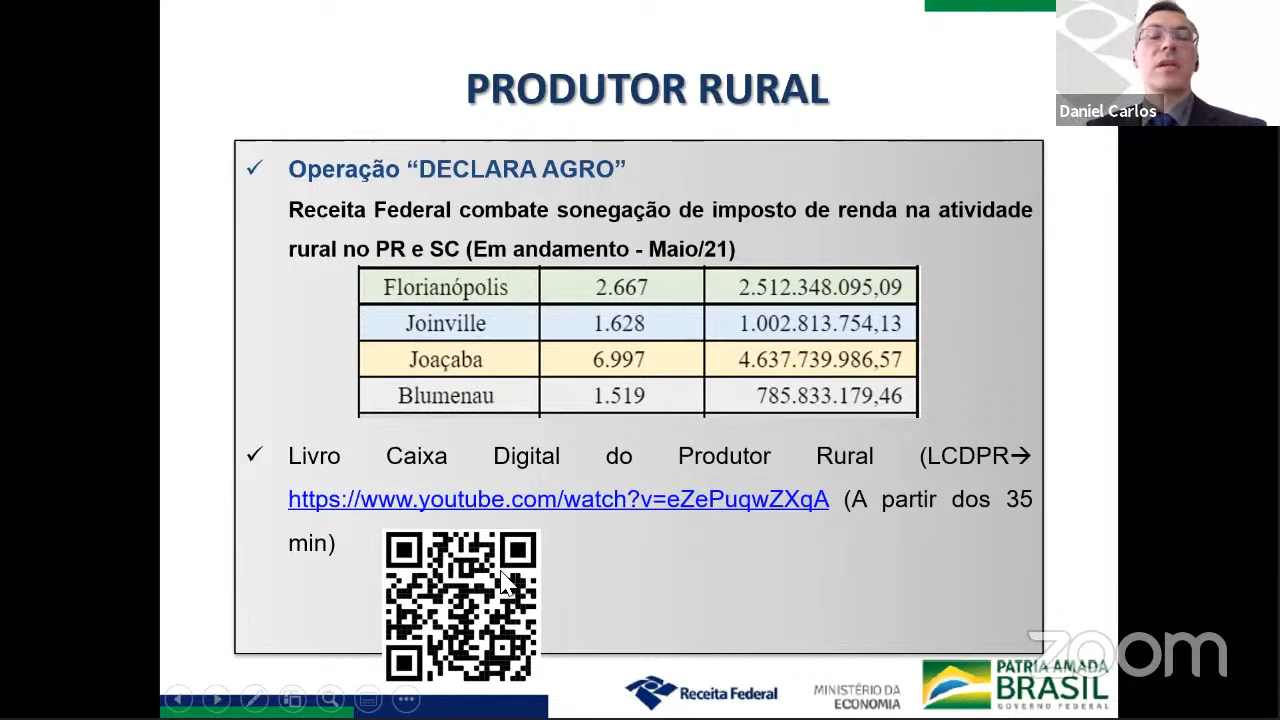 PRODUTOR RURAL
Daniel Carlos
✓ Operação “DECLARA AGRO”
Receita Federal combate sonegação de imposto de renda na atividade
rural no PR e SC (Em andamento - Maio/21)
Florianópolis 2.667 2.512.348.095,09
Joinville 1.628 1.002.813.754,13
Joaçaba 6.997 4.637.739.986,57
Blumenau 1.519 785.833.179,46
✓ Livro Caixa Digital do Produtor Rural (LCDPR→
https://www.youtube.com/watch?v=eZePuqwZXqA (A partir dos 35
min)
zoom
Receita Federal
MINISTÉRIO DA
ECONOMIA
PÁTRIA AMADA
BRASIL
GOVERNO FEDERAL